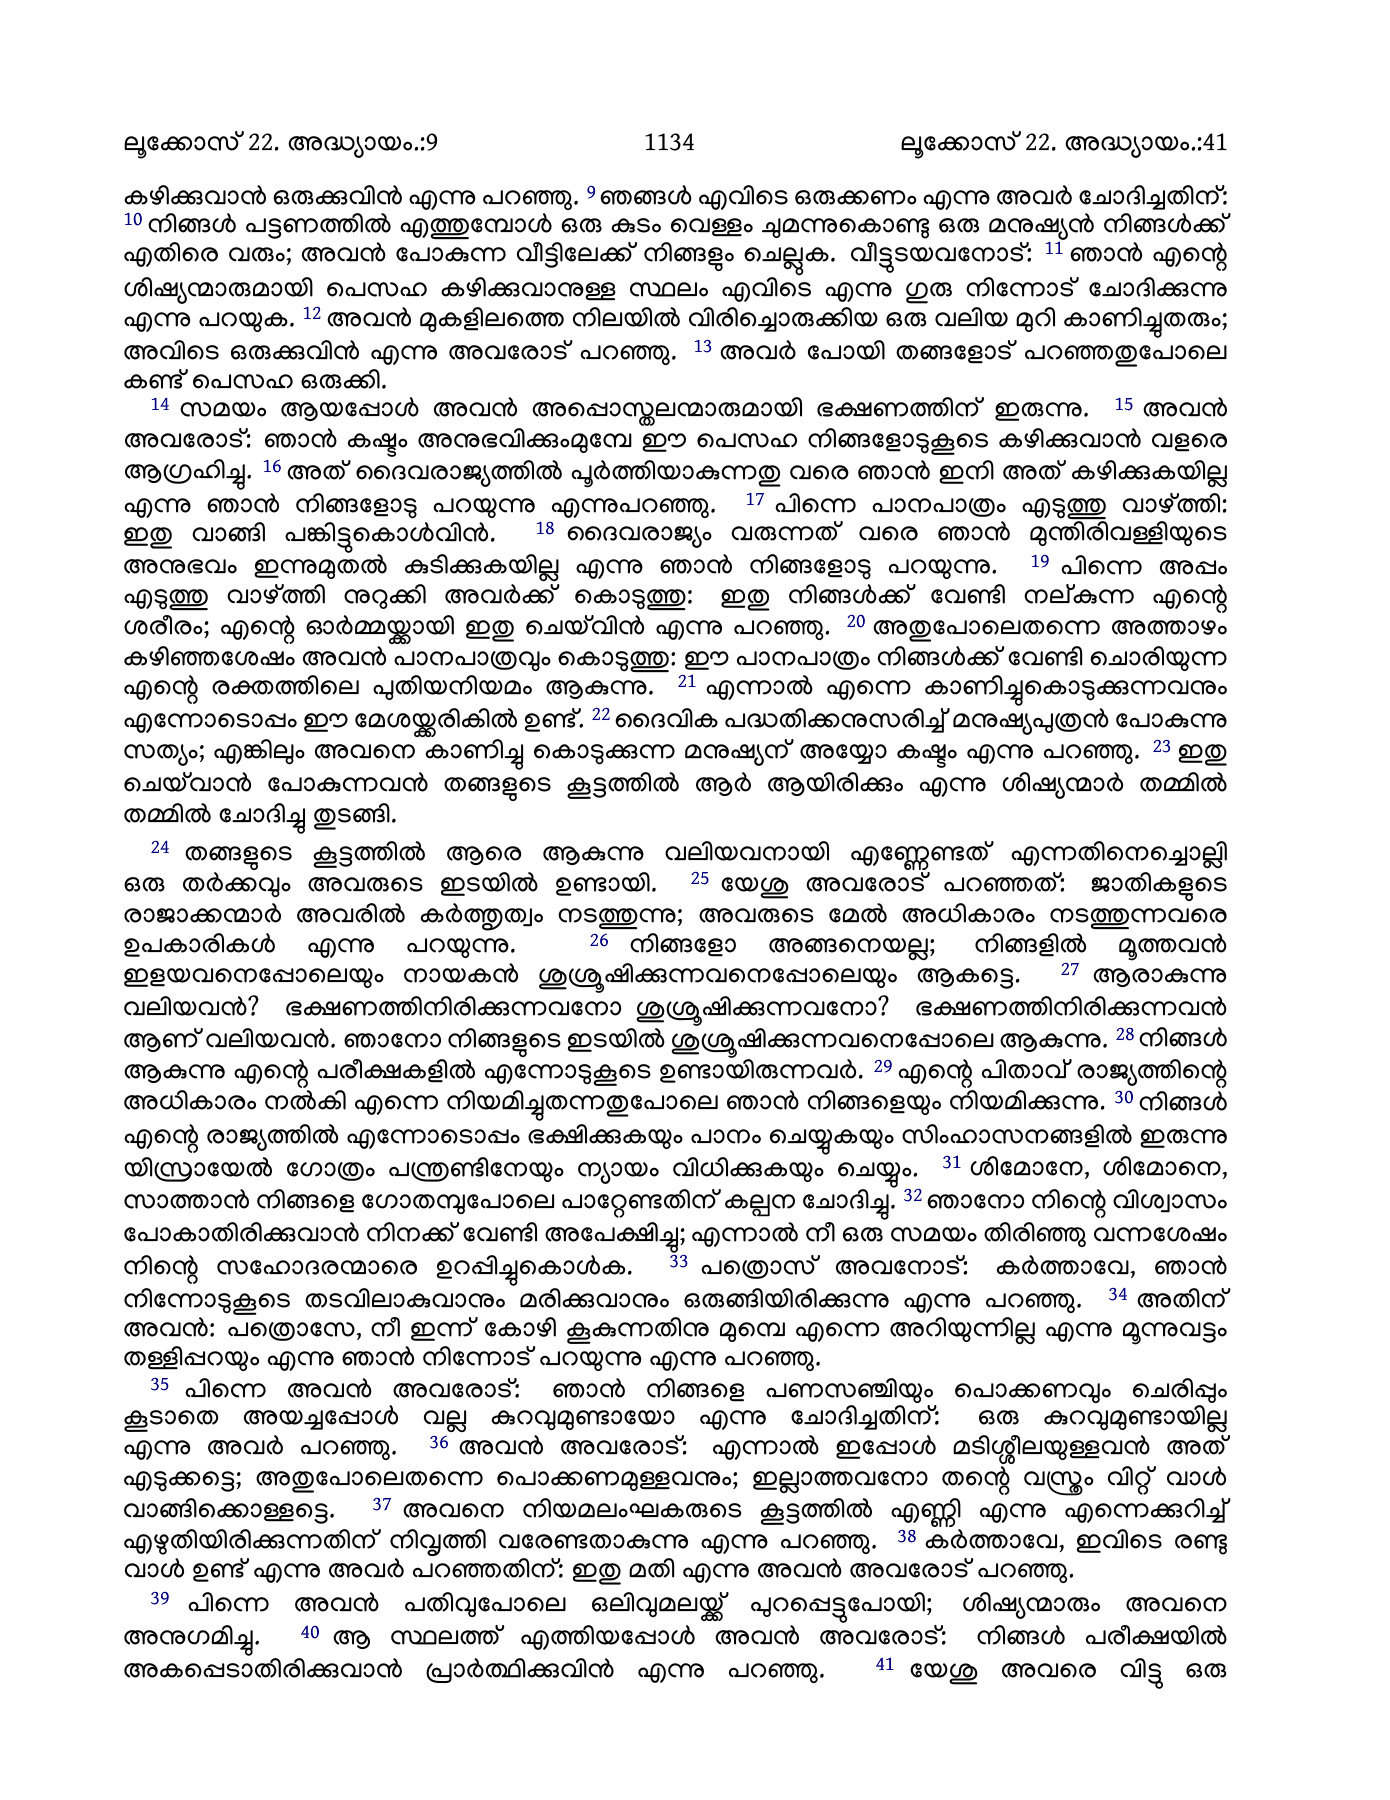 ലൂക്കോസ് 22. അദ്ധ്യായം.:9 1134 ലൂക്കോസ് 22. അദ്ധ്യായം.:41
കഴിക്കുവാൻ ഒരുക്കുവിൻ എന്നു പറഞ്ഞു. 9 ഞങ്ങൾ എവിടെ ഒരുക്കണം എന്നു അവർ ചോദിച്ചതിന്:
10 നിങ്ങൾ പട്ടണത്തിൽ എത്തുമ്പോൾ ഒരു കുടം വെള്ളം ചുമന്നുകൊണ്ടു ഒരു മനുഷ്യൻ നിങ്ങൾക്ക്
എതിരെ വരും; അവൻ പോകുന്ന വീട്ടിലേക്ക് നിങ്ങളും ചെല്ലുക. വീട്ടുടയവനോട്: 11 ഞാൻ എന്റെ
ശിഷ്യന്മാരുമായി പെസഹ കഴിക്കുവാനുള്ള സ്ഥലം എവിടെ എന്നു ഗുരു നിന്നോട് ചോദിക്കുന്നു
എന്നു പറയുക. 12 അവൻ മുകളിലത്തെ നിലയിൽ വിരിച്ചൊരുക്കിയ ഒരു വലിയ മുറി കാണിച്ചുതരും;
അവിടെ ഒരുക്കുവിൻ എന്നു അവരോട് പറഞ്ഞു. 13 അവർ പോയി തങ്ങളോട് പറഞ്ഞതുപോലെ
കണ്ട് പെസഹ ഒരുക്കി.
14 സമയം ആയപ്പോൾ അവൻ അപ്പൊസ്തലന്മാരുമായി ഭക്ഷണത്തിന് ഇരുന്നു. 15 അവൻ
അവരോട്: ഞാൻ കഷ്ടം അനുഭവിക്കുംമുമ്പേ ഈ പെസഹ നിങ്ങളോടുകൂടെ കഴിക്കുവാൻ വളരെ
ആഗ്രഹിച്ചു. 16 അത് ദൈവരാജ്യത്തിൽ പൂർത്തിയാകുന്നതു വരെ ഞാൻ ഇനി അത് കഴിക്കുകയില്ല
എന്നു ഞാൻ നിങ്ങളോടു പറയുന്നു എന്നുപറഞ്ഞു. 17 പിന്നെ പാനപാത്രം എടുത്തു വാഴ്ത്തി:
ഇതു വാങ്ങി പങ്കിട്ടുകൊൾവിൻ. 18 ദൈവരാജ്യം വരുന്നത് വരെ ഞാൻ മുന്തിരിവള്ളിയുടെ
അനുഭവം ഇന്നുമുതൽ കുടിക്കുകയില്ല എന്നു ഞാൻ നിങ്ങളോടു പറയുന്നു. 19 പിന്നെ അപ്പം
എടുത്തു വാഴ്ത്തി നുറുക്കി അവർക്ക് കൊടുത്തു: ഇതു നിങ്ങൾക്ക് വേണ്ടി നല്കുന്ന എന്റെ
ശരീരം; എന്റെ ഓർമ്മയ്ക്കായി ഇതു ചെയ്‌വിൻ എന്നു പറഞ്ഞു. 20 അതുപോലെതന്നെ അത്താഴം
കഴിഞ്ഞശേഷം അവൻ പാനപാത്രവും കൊടുത്തു: ഈ പാനപാത്രം നിങ്ങൾക്ക് വേണ്ടി ചൊരിയുന്ന
എന്റെ രക്തത്തിലെ പുതിയനിയമം ആകുന്നു. 21 എന്നാൽ എന്നെ കാണിച്ചുകൊടുക്കുന്നവനും
എന്നോടൊപ്പം ഈ മേശയ്ക്കരികിൽ ഉണ്ട്. 22 ദൈവിക പദ്ധതിക്കനുസരിച്ച് മനുഷ്യപുത്രൻ പോകുന്നു
സത്യം; എങ്കിലും അവനെ കാണിച്ചു കൊടുക്കുന്ന മനുഷ്യന് അയ്യോ കഷ്ടം എന്നു പറഞ്ഞു. 23 ഇതു
ചെയ്‌വാൻ പോകുന്നവൻ തങ്ങളുടെ കൂട്ടത്തിൽ ആർ ആയിരിക്കും എന്നു ശിഷ്യന്മാർ തമ്മിൽ
തമ്മിൽ ചോദിച്ചു തുടങ്ങി.
24 തങ്ങളുടെ കൂട്ടത്തിൽ ആരെ ആകുന്നു വലിയവനായി എണ്ണേണ്ടത് എന്നതിനെച്ചൊല്ലി
ഒരു തർക്കവും അവരുടെ ഇടയിൽ ഉണ്ടായി. 25 യേശു അവരോട് പറഞ്ഞത്: ജാതികളുടെ
രാജാക്കന്മാർ അവരിൽ കർത്തൃത്വം നടത്തുന്നു; അവരുടെ മേൽ അധികാരം നടത്തുന്നവരെ
ഉപകാരികൾ എന്നു പറയുന്നു. 26 നിങ്ങളോ അങ്ങനെയല്ല; നിങ്ങളിൽ മൂത്തവൻ
ഇളയവനെപ്പോലെയും നായകൻ ശുശ്രൂഷിക്കുന്നവനെപ്പോലെയും ആകട്ടെ. 27 ആരാകുന്നു
വലിയവൻ? ഭക്ഷണത്തിനിരിക്കുന്നവനോ ശുശ്രൂഷിക്കുന്നവനോ? ഭക്ഷണത്തിനിരിക്കുന്നവൻ
ആണ് വലിയവൻ. ഞാനോ നിങ്ങളുടെ ഇടയിൽ ശുശ്രൂഷിക്കുന്നവനെപ്പോലെ ആകുന്നു. 28 നിങ്ങൾ
ആകുന്നു എന്റെ പരീക്ഷകളിൽ എന്നോടുകൂടെ ഉണ്ടായിരുന്നവർ. 29 എന്റെ പിതാവ് രാജ്യത്തിന്റെ
അധികാരം നൽകി എന്നെ നിയമിച്ചുതന്നതുപോലെ ഞാൻ നിങ്ങളെയും നിയമിക്കുന്നു. 30 നിങ്ങൾ
എന്റെ രാജ്യത്തിൽ എന്നോടൊപ്പം ഭക്ഷിക്കുകയും പാനം ചെയ്യുകയും സിംഹാസനങ്ങളിൽ ഇരുന്നു
യിസ്രായേൽ ഗോത്രം പന്ത്രണ്ടിനേയും ന്യായം വിധിക്കുകയും ചെയ്യും. 31 ശിമോനേ, ശിമോനെ,
സാത്താൻ നിങ്ങളെ ഗോതമ്പുപോലെ പാറ്റേണ്ടതിന് കല്പന ചോദിച്ചു. 32 ഞാനോ നിന്റെ വിശ്വാസം
പോകാതിരിക്കുവാൻ നിനക്ക് വേണ്ടി അപേക്ഷിച്ചു; എന്നാൽ നീ ഒരു സമയം തിരിഞ്ഞു വന്നശേഷം
നിന്റെ സഹോദരന്മാരെ ഉറപ്പിച്ചുകൊൾക. 33 പത്രൊസ് അവനോട്: കർത്താവേ, ഞാൻ
നിന്നോടുകൂടെ തടവിലാകുവാനും മരിക്കുവാനും ഒരുങ്ങിയിരിക്കുന്നു എന്നു പറഞ്ഞു. 34 അതിന്
അവൻ: പത്രൊസേ, നീ ഇന്ന് കോഴി കൂകുന്നതിനു മുമ്പെ എന്നെ അറിയുന്നില്ല എന്നു മൂന്നുവട്ടം
തള്ളിപ്പറയും എന്നു ഞാൻ നിന്നോട് പറയുന്നു എന്നു പറഞ്ഞു.
35 പിന്നെ അവൻ അവരോട്: ഞാൻ നിങ്ങളെ പണസഞ്ചിയും പൊക്കണവും ചെരിപ്പും
കൂടാതെ അയച്ചപ്പോൾ വല്ല കുറവുമുണ്ടായോ എന്നു ചോദിച്ചതിന്: ഒരു കുറവുമുണ്ടായില്ല
എന്നു അവർ പറഞ്ഞു. 36 അവൻ അവരോട്: എന്നാൽ ഇപ്പോൾ മടിശ്ശീലയുള്ളവൻ അത്
എടുക്കട്ടെ; അതുപോലെതന്നെ പൊക്കണമുള്ളവനും; ഇല്ലാത്തവനോ തന്റെ വസ്ത്രം വിറ്റ് വാൾ
വാങ്ങിക്കൊള്ളട്ടെ. 37 അവനെ നിയമലംഘകരുടെ കൂട്ടത്തിൽ എണ്ണി എന്നു എന്നെക്കുറിച്ച്
എഴുതിയിരിക്കുന്നതിന് നിവൃത്തി വരേണ്ടതാകുന്നു എന്നു പറഞ്ഞു. 38 കർത്താവേ, ഇവിടെ രണ്ടു
വാൾ ഉണ്ട് എന്നു അവർ പറഞ്ഞതിന്: ഇതു മതി എന്നു അവൻ അവരോട് പറഞ്ഞു.
39 പിന്നെ അവൻ പതിവുപോലെ ഒലിവുമലയ്ക്ക് പുറപ്പെട്ടുപോയി; ശിഷ്യന്മാരും അവനെ
അനുഗമിച്ചു. 40 ആ സ്ഥലത്ത് എത്തിയപ്പോൾ അവൻ അവരോട്: നിങ്ങൾ പരീക്ഷയിൽ
അകപ്പെടാതിരിക്കുവാൻ പ്രാർത്ഥിക്കുവിൻ എന്നു പറഞ്ഞു. 41 യേശു അവരെ വിട്ടു ഒരു